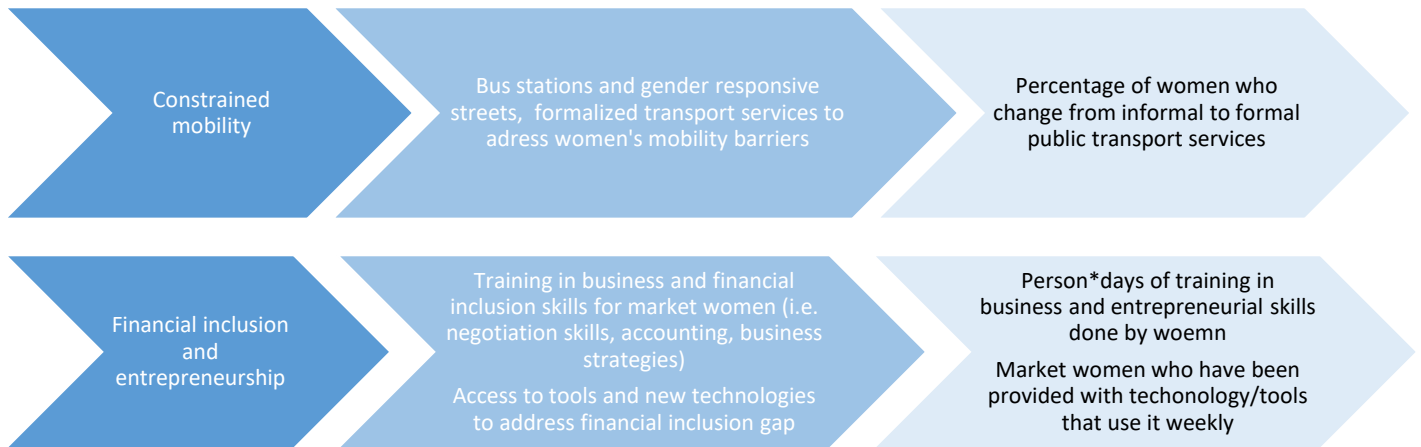 Constrained
mobility
Bus stations and gender responsive
streets,  formalized transport services to
adress women's mobility barriers
Percentage of women who
change from informal to formal
public transport services
Financial inclusion
and
entrepreneurship
Training in business and financial
inclusion skills for market women (i.e.
negotiation skills, accounting, business
strategies)
Access to tools and new technologies
to address financial inclusion gap
Person*days of training in
business and entrepreneurial skills
done by woemn
Market women who have been
provided with techonology/tools
that use it weekly